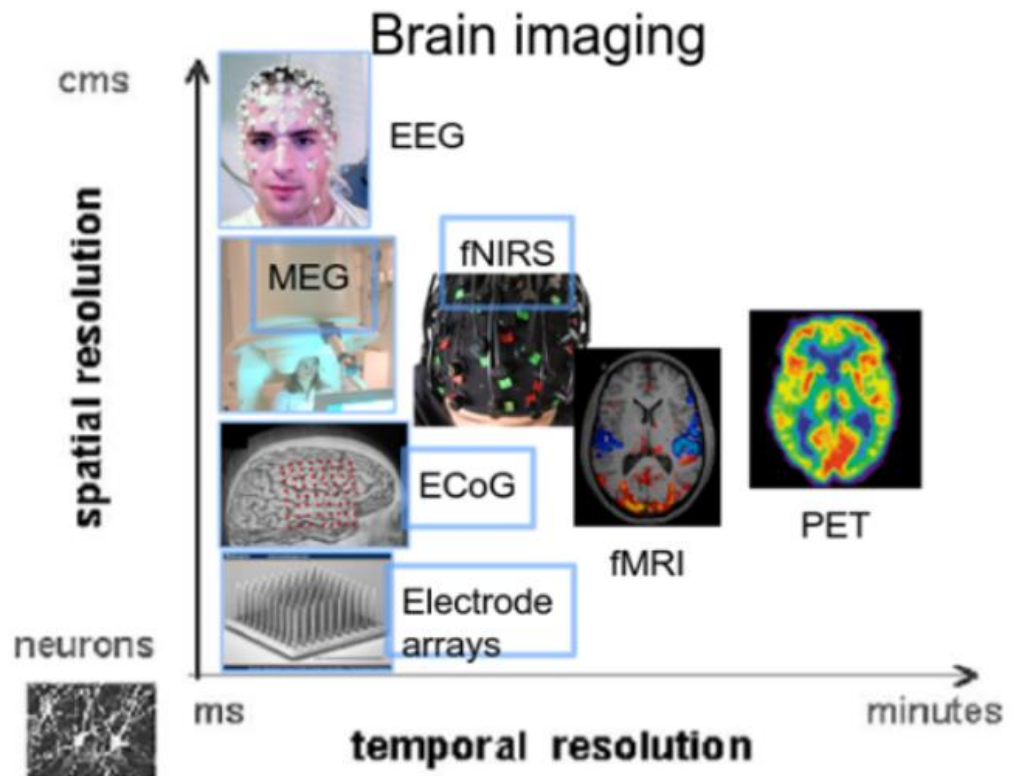 Brain imaging
cms
EEG
spatial resolution
MEG
fNIRS
ECoG
fMRI
PET
Electrode
arrays
neurons
ms
minutes
temporal resolution